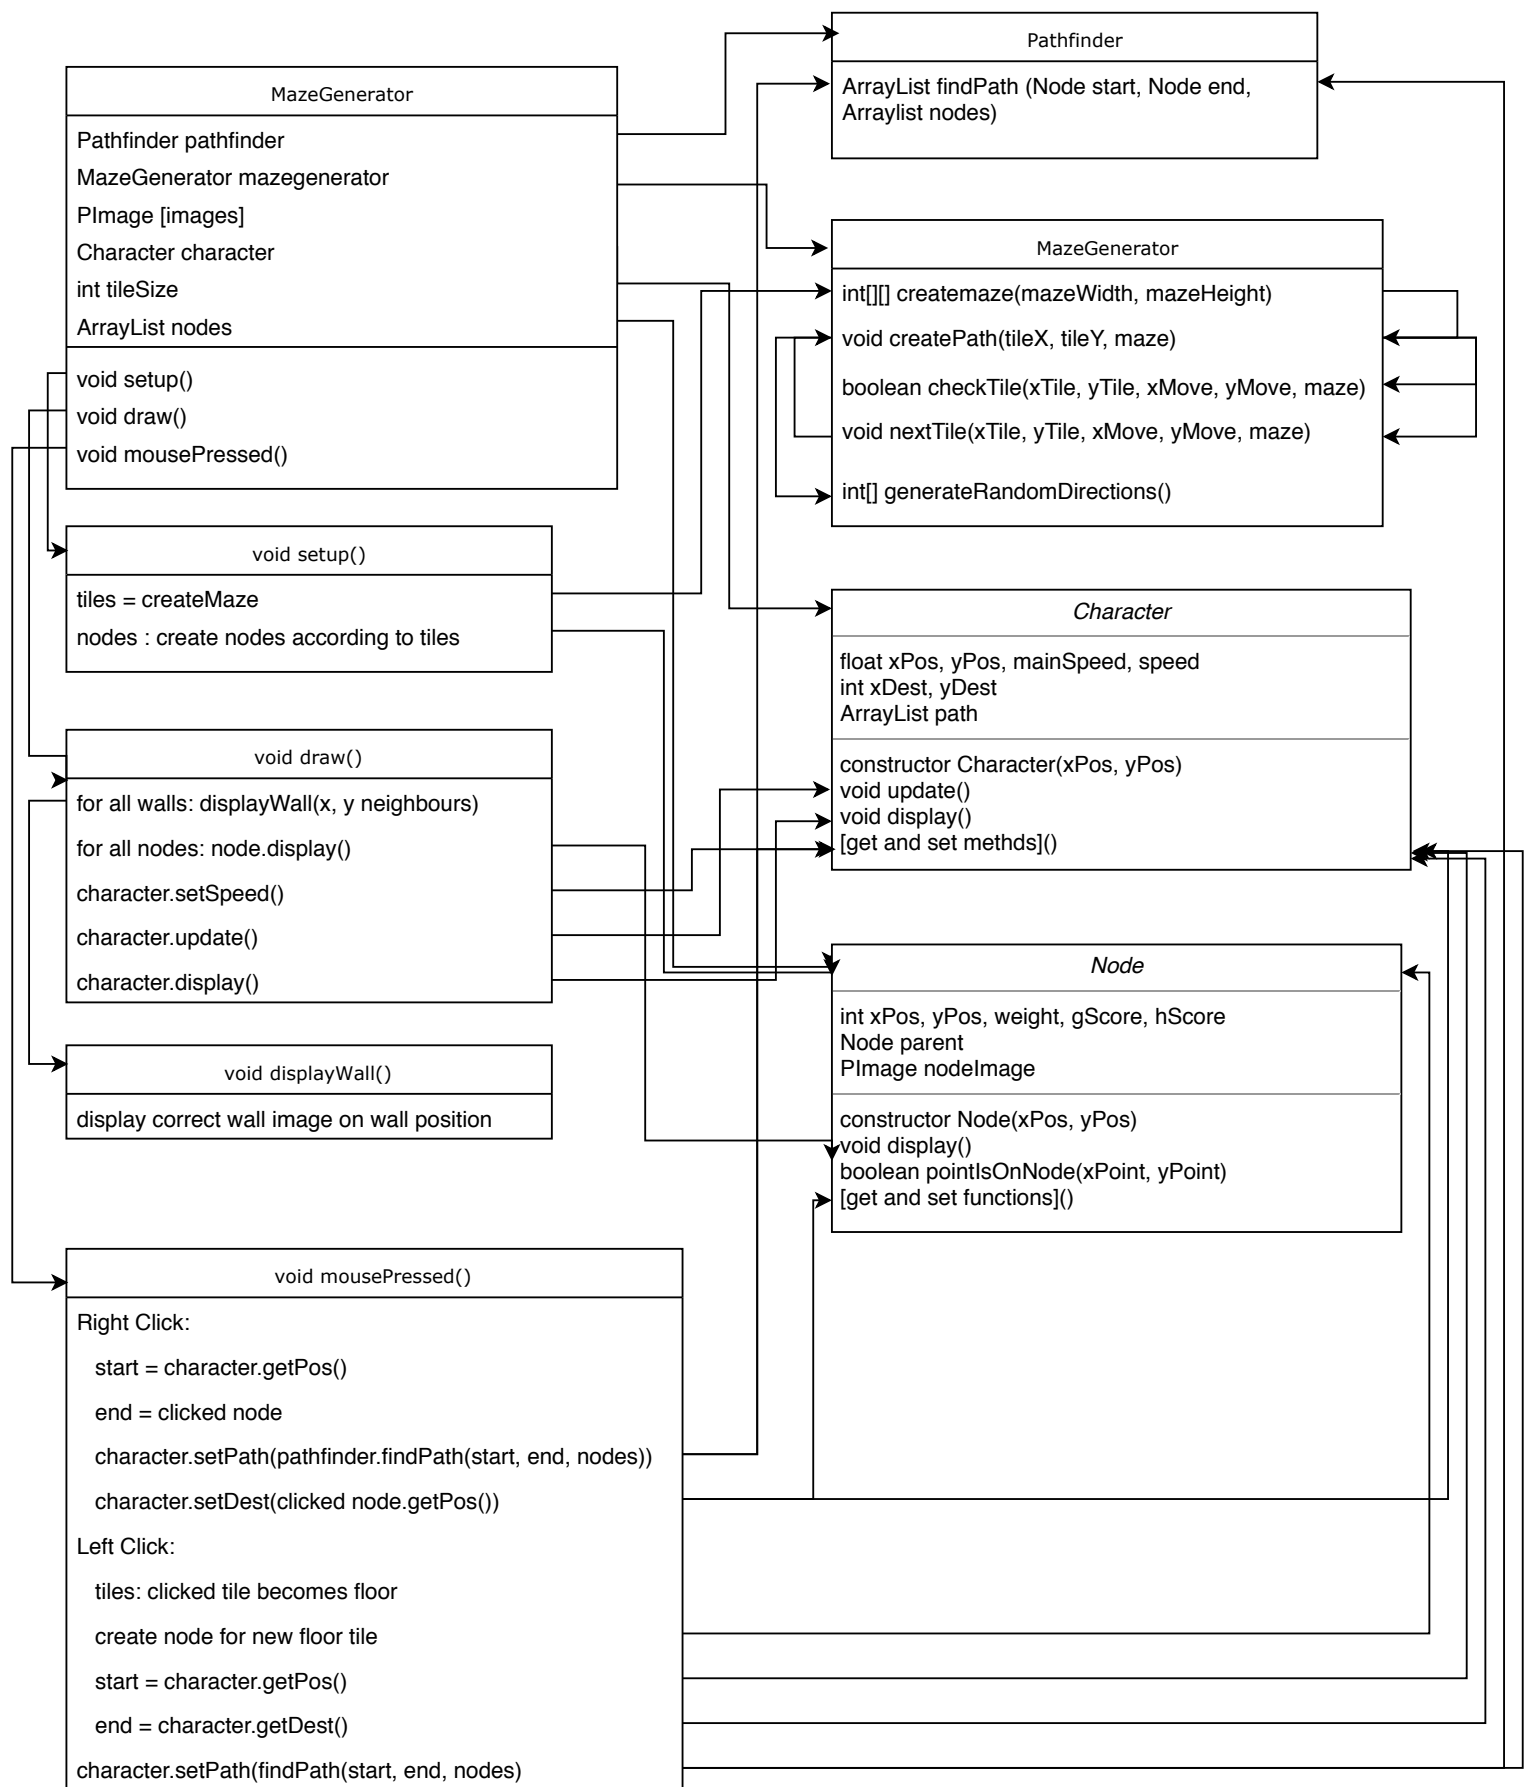 Pathfinder
ArrayList findPath (Node start, Node end,
Arraylist nodes)
MazeGenerator
Pathfinder pathfinder
MazeGenerator mazegenerator
PImage [images]
Character character
int tileSize
ArrayList nodes
void setup()
void draw()
void mousePressed()
MazeGenerator
int[][] createmaze(mazeWidth, mazeHeight)
void createPath(tileX, tileY, maze)
boolean checkTile(xTile, yTile, xMove, yMove, maze)
void nextTile(xTile, yTile, xMove, yMove, maze)
int[] generateRandomDirections()
void setup()
tiles = createMaze
nodes : create nodes according to tiles
Character
float xPos, yPos, mainSpeed, speed
int xDest, yDest
ArrayList path
constructor Character(xPos, yPos)
void update()
void display()
[get and set methds]()
void draw()
for all walls: displayWall(x, y neighbours)
for all nodes: node.display()
character.setSpeed()
character.update()
character.display()
Node
int xPos, yPos, weight, gScore, hScore
Node parent
PImage nodeImage
constructor Node(xPos, yPos)
void display()
boolean pointIsOnNode(xPoint, yPoint)
[get and set functions]()
void displayWall()
display correct wall image on wall position
void mousePressed()
Right Click:
start = character.getPos()
end = clicked node
character.setPath(pathfinder.findPath(start, end, nodes))
character.setDest(clicked node.getPos())
Left Click:
tiles: clicked tile becomes floor
create node for new floor tile
start = character.getPos()
end = character.getDest()
character.setPath(findPath(start, end, nodes)